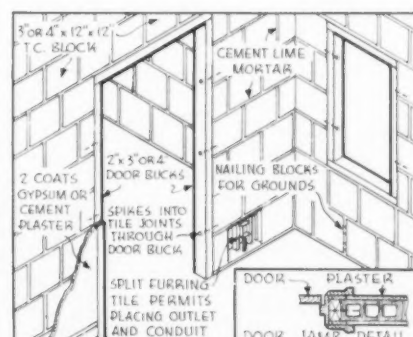 3" OR 4" x 12" x 12"
T.C. BLOCK
CEMENT LIME
MORTAR
2 COATS
GYPSUM OR
CEMENT
PLASTER
2" x 3" OR 4"
DOOR BUCKS
SPIKES INTO
TILE JOINTS
THROUGH
DOOR BUCK
NAILING BLOCKS
FOR GROUNDS
SPLIT FURRING
TILE PERMITS
PLACING OUTLET
AND CONDUIT
DOOR PLASTER
DOOR JAMB DETAIL